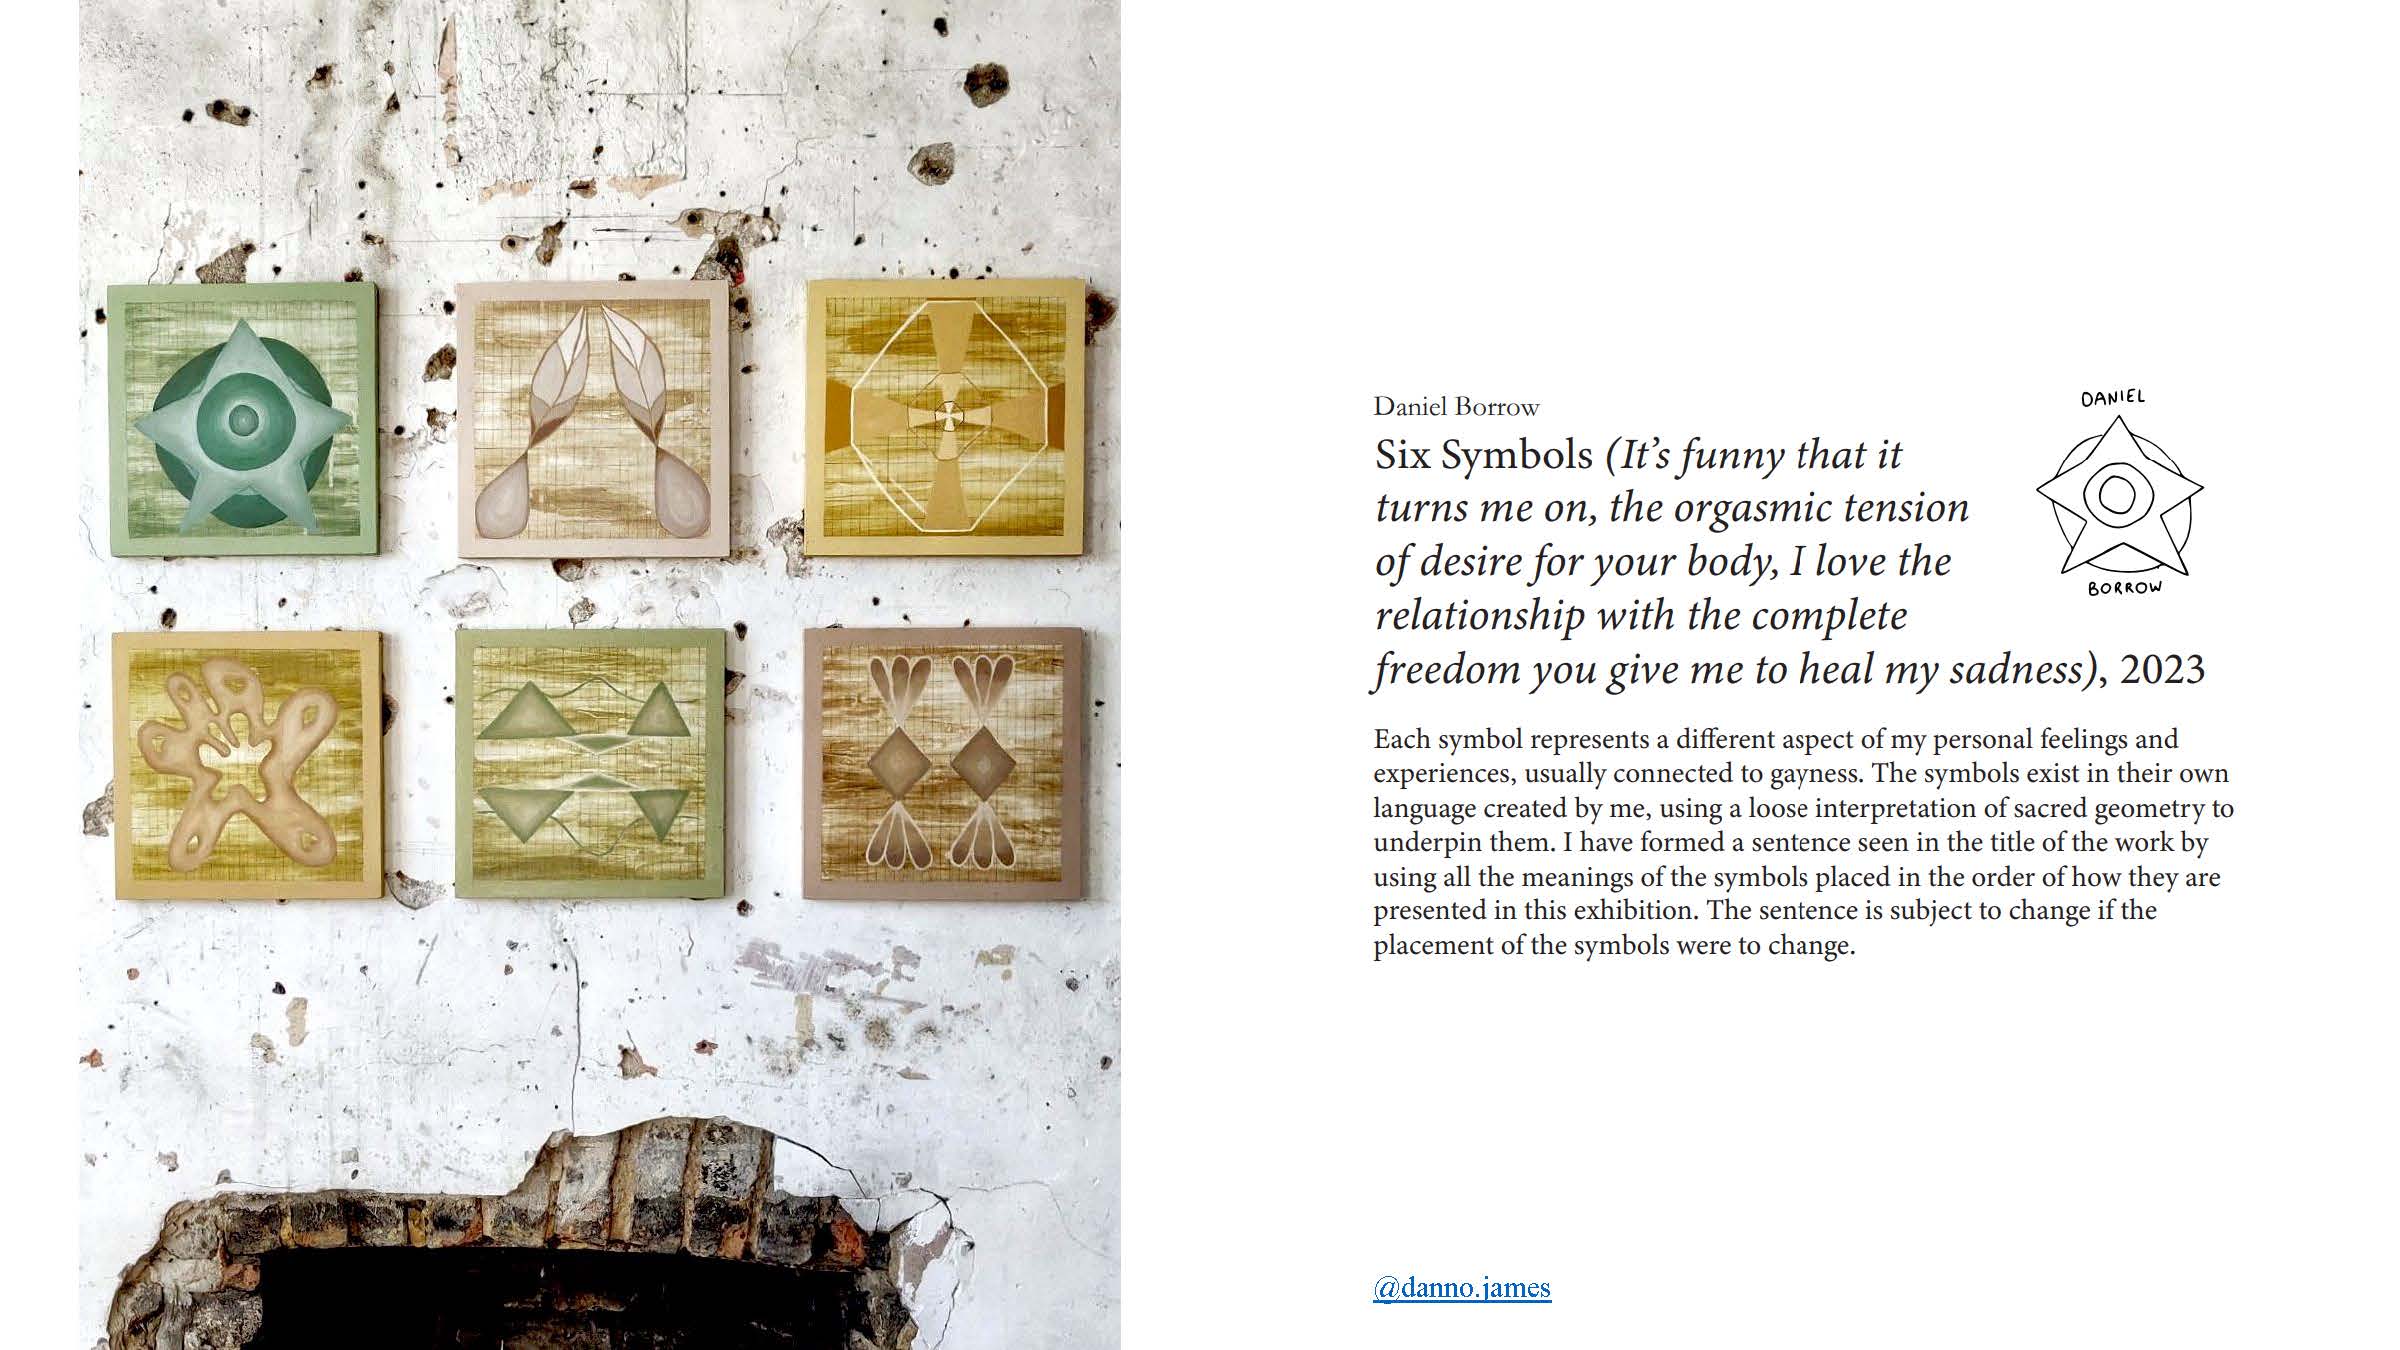 Daniel Borrow
Six Symbols (It's funny that it
turns me on, the orgasmic tension
of desire for your body, I love the
relationship with the complete
freedom you give me to heal my sadness), 2023
DANIEL
BORROW
Each symbol represents a different aspect of my personal feelings and
experiences, usually connected to gayness. The symbols exist in their own
language created by me, using a loose interpretation of sacred geometry to
underpin them. I have formed a sentence seen in the title of the work by
using all the meanings of the symbols placed in the order of how they are
presented in this exhibition. The sentence is subject to change if the
placement of the symbols were to change.
@danno.james